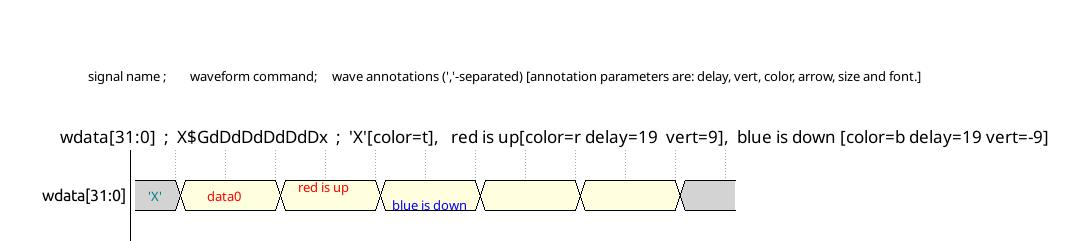 signal name ; waveform command; wave annotations (','-separated) [annotation parameters are: delay, vert, color, arrow, size and font.]
wdata[31:0] ; X$GdDdDdDdDdDx ; 'X'[color=t], red is up[color=r delay=19 vert=9], blue is down [color=b delay=19 vert=-9]
wdata[31:0] 'X' data0 red is up blue is down